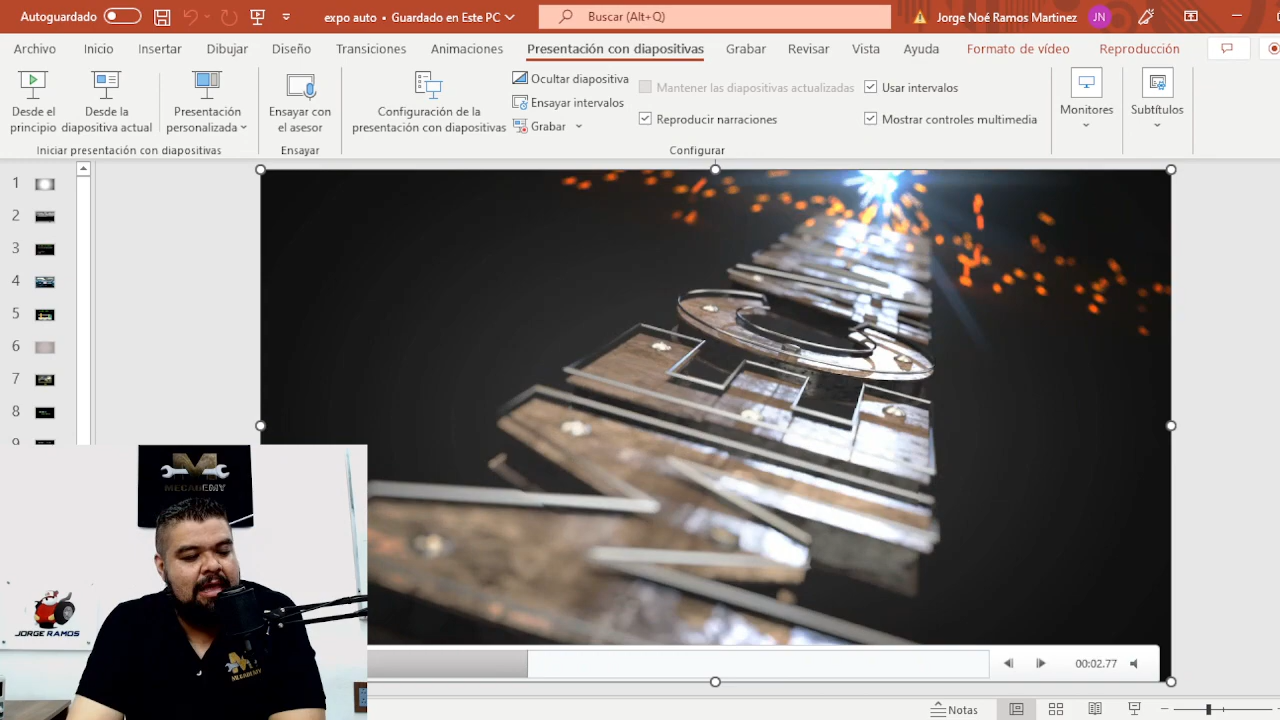 Autoguardado
expo auto • Guardado en Este PC
Buscar (Alt+Q)
Jorge Noé Ramos Martinez
JN
Archivo Inicio Insertar Dibujar Diseño Transiciones Animaciones Presentación con diapositivas Grabar Revisar Vista Ayuda Formato de vídeo Reproducción
Desde el principio
Desde la diapositiva actual
Presentación personalizada
Iniciar presentación con diapositivas
Ensayar con el asesor
Ensayar
Configuración de la presentación con diapositivas
Ocultar diapositiva
Ensayar intervalos
Grabar
Mantener las diapositivas actualizadas
Reproducir narraciones
Usar intervalos
Mostrar controles multimedia
Configurar
Monitores
Subtítulos
1
2
3
4
5
6
7
8
9
MECADEMY
JORGE RAMOS
MECADEMY
00:02.77
Notas